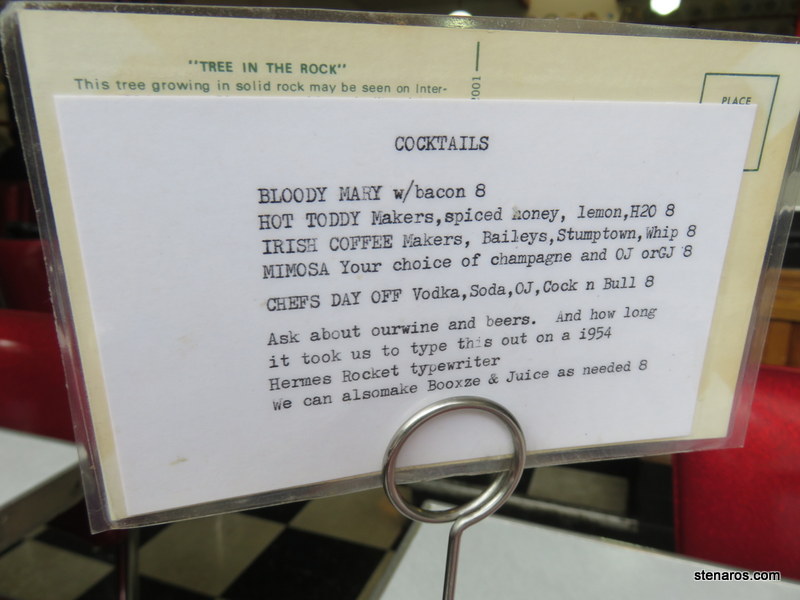 "TREE IN THE ROCK"
This tree growing in solid rock may be seen on Inter-
2001
PLACE
COCKTAILS
BLOODY MARY w/bacon 8
HOT TODDY Makers,spiced honey, lemon,H20 8
IRISH COFFEE Makers, Baileys,Stumptown,Whip 8
MIMOSA Your choice of champagne and OJ orGJ 8
CHEFS DAY OFF Vodka,Soda,OJ,Cock n Bull 8
Ask about ourwine and beers. And how long
it took us to type this out on a i954
Hermes Rocket typewriter
We can alsomake Booxze & Juice as needed 8
stenaros.com